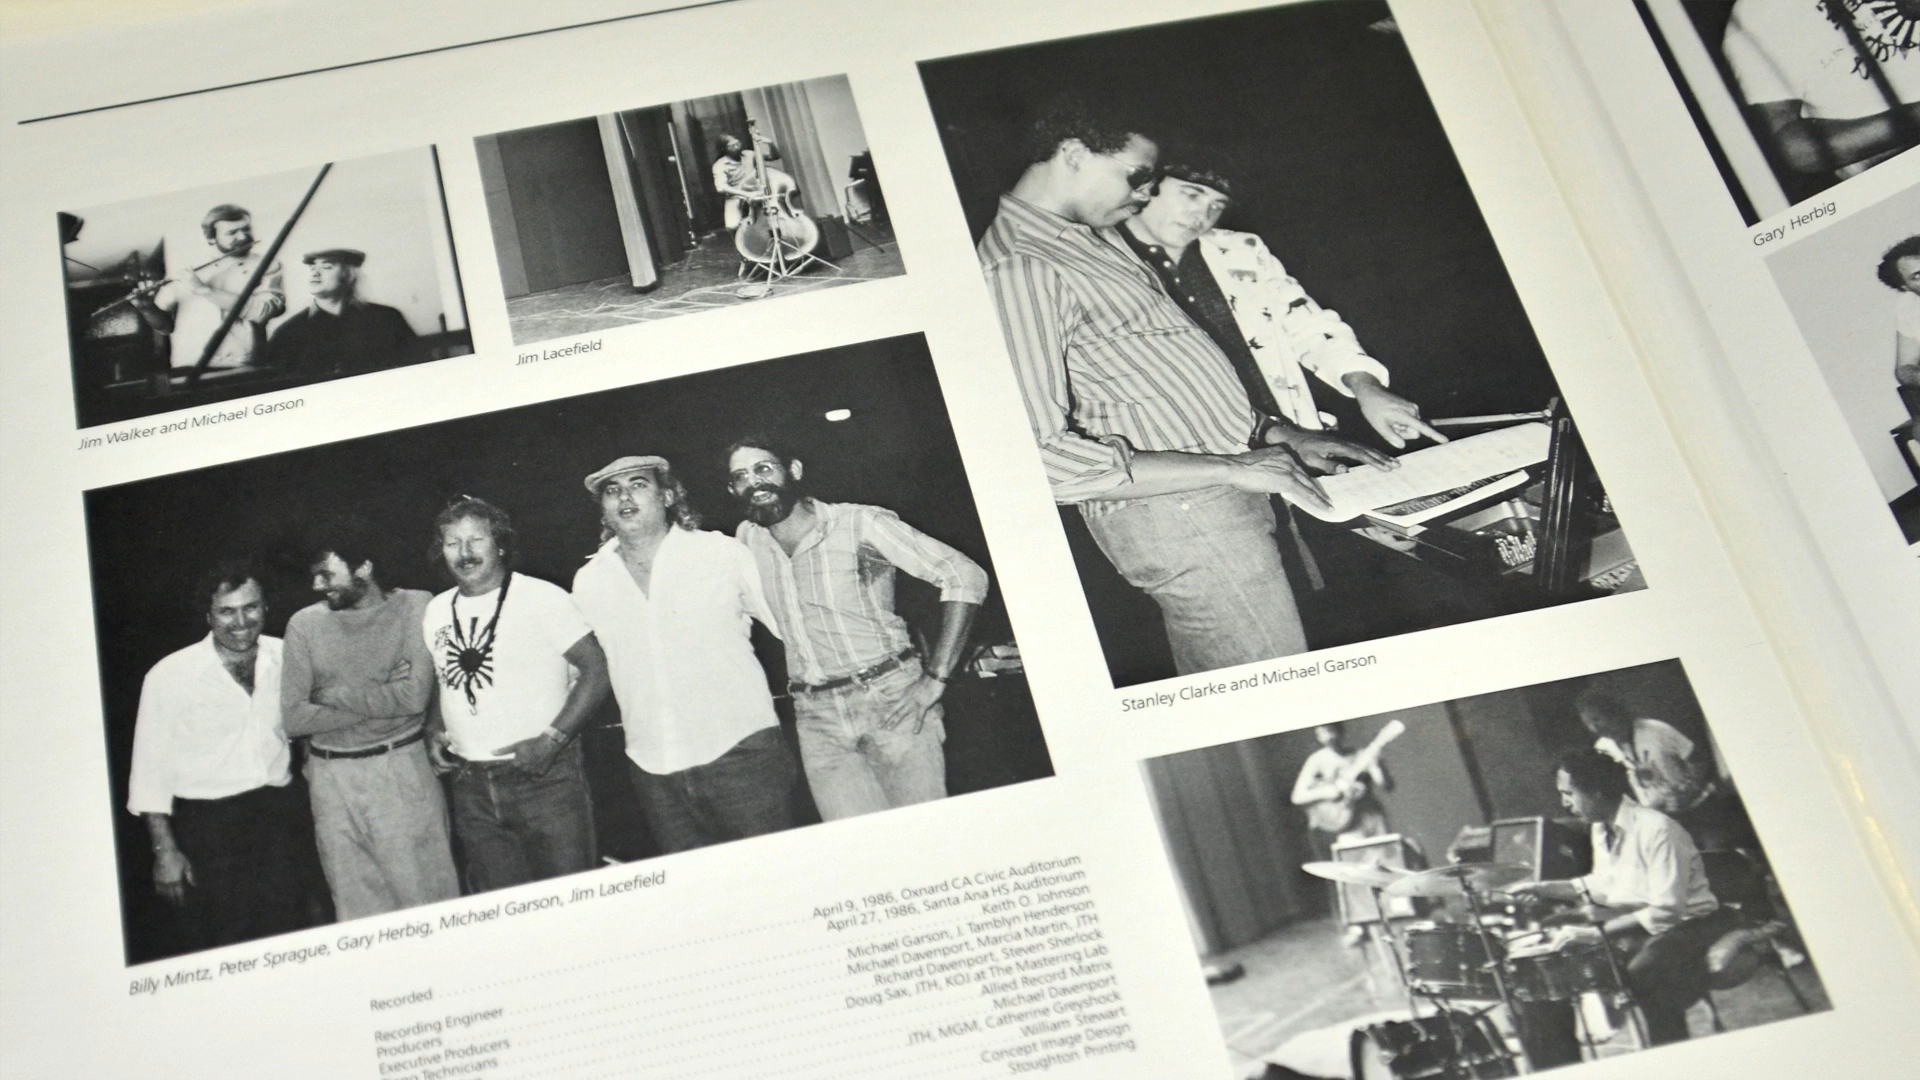 Jim Walker and Michael Garson
Jim Lacefield
Billy Mintz, Peter Sprague, Gary Herbig, Michael Garson, Jim Lacefield
Stanley Clarke and Michael Garson
Gary Herbig
Recorded April 9, 1986, Oxnard CA Civic Auditorium
April 27, 1986, Santa Ana HS Auditorium
Recording Engineer Keith O. Johnson
Producers Michael Garson, J. Tamblyn Henderson
Executive Producers Michael Davenport, Marcia Martin, JTH
Technicians Richard Davenport, Steven Sherlock
Doug Sax, JTH, KOJ at The Mastering Lab
Allied Record Matrix
Michael Davenport
JTH, MGM, Catherine Greyshock
William Stewart
Concept Image Design
Stoughton Printing